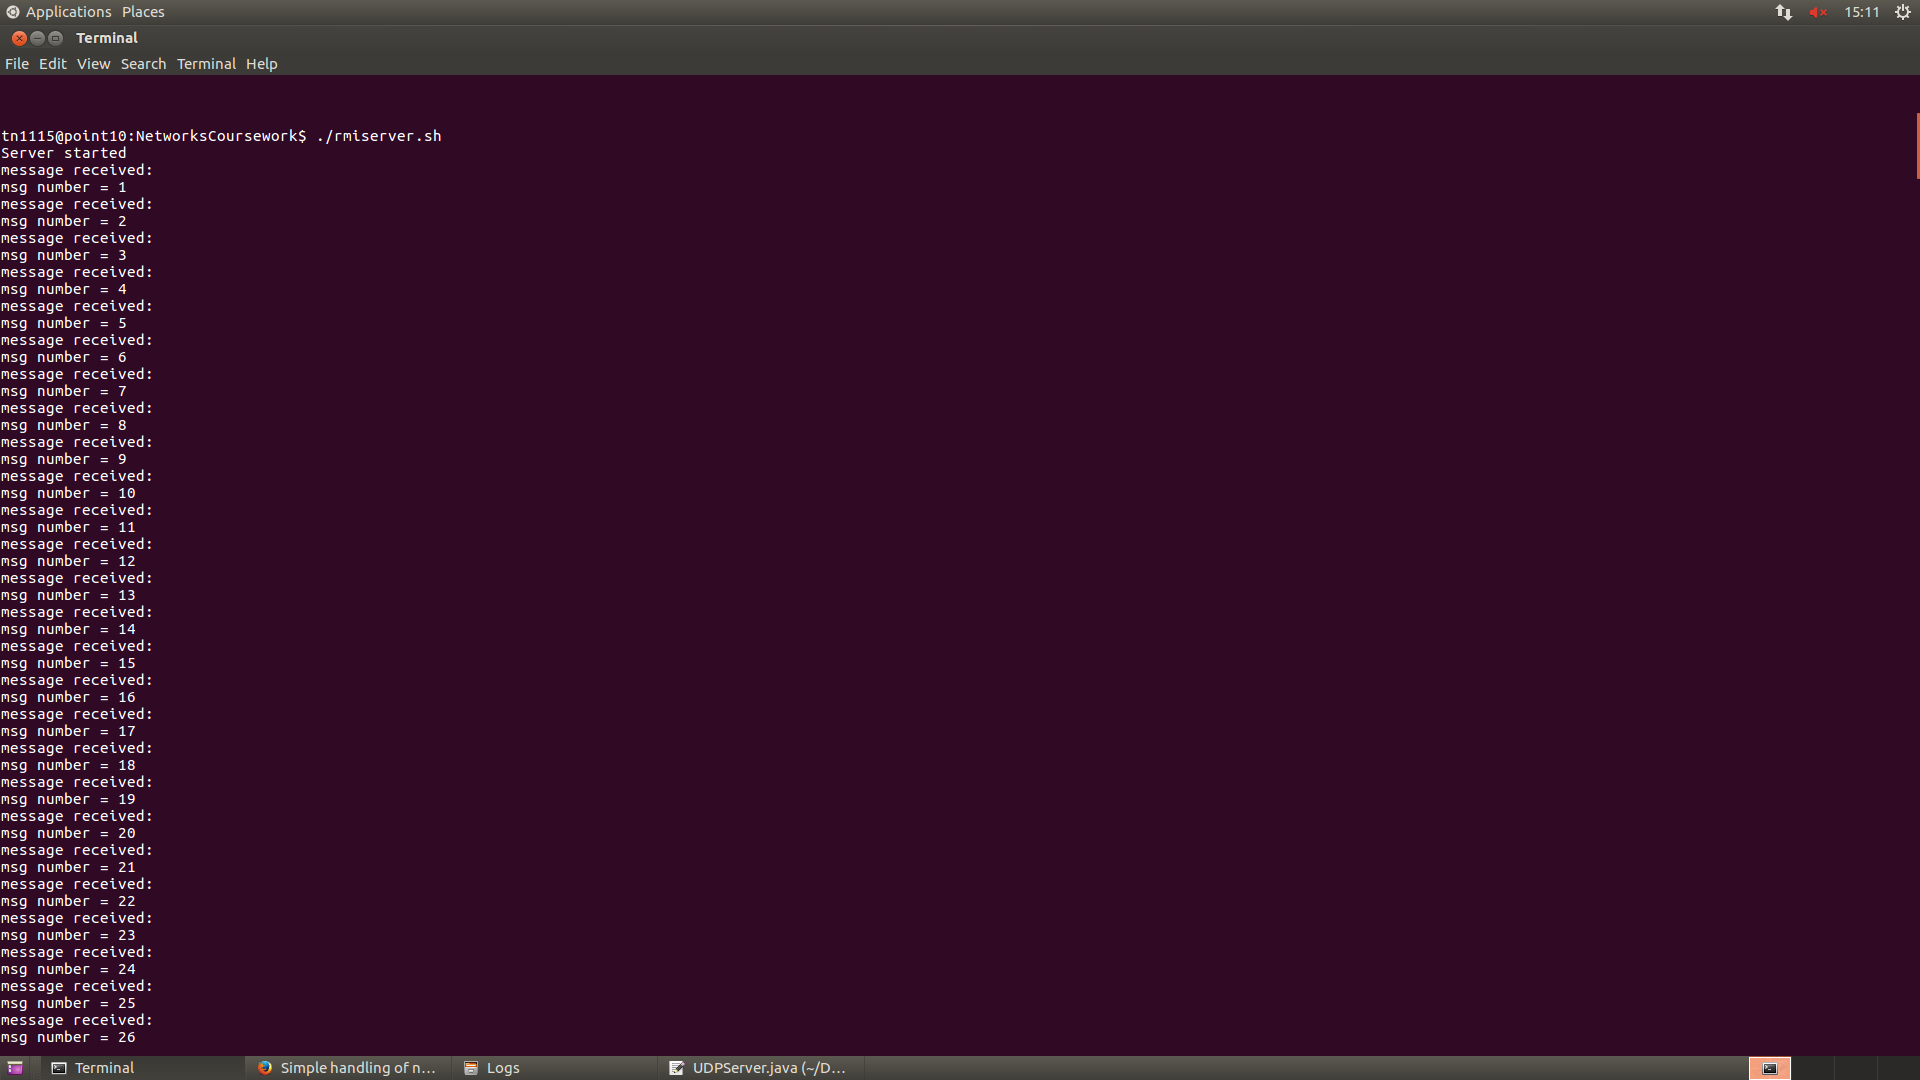 Applications Places 15:11
Terminal
File Edit View Search Terminal Help
tn1115@point10:NetworksCoursework$ ./rmiserver.sh
Server started
message received:
msg number = 1
message received:
msg number = 2
message received:
msg number = 3
message received:
msg number = 4
message received:
msg number = 5
message received:
msg number = 6
message received:
msg number = 7
message received:
msg number = 8
message received:
msg number = 9
message received:
msg number = 10
message received:
msg number = 11
message received:
msg number = 12
message received:
msg number = 13
message received:
msg number = 14
message received:
msg number = 15
message received:
msg number = 16
message received:
msg number = 17
message received:
msg number = 18
message received:
msg number = 19
message received:
msg number = 20
message received:
msg number = 21
message received:
msg number = 22
message received:
msg number = 23
message received:
msg number = 24
message received:
msg number = 25
message received:
msg number = 26
Terminal Simple handling of n... Logs UDPServer.java (~/D...